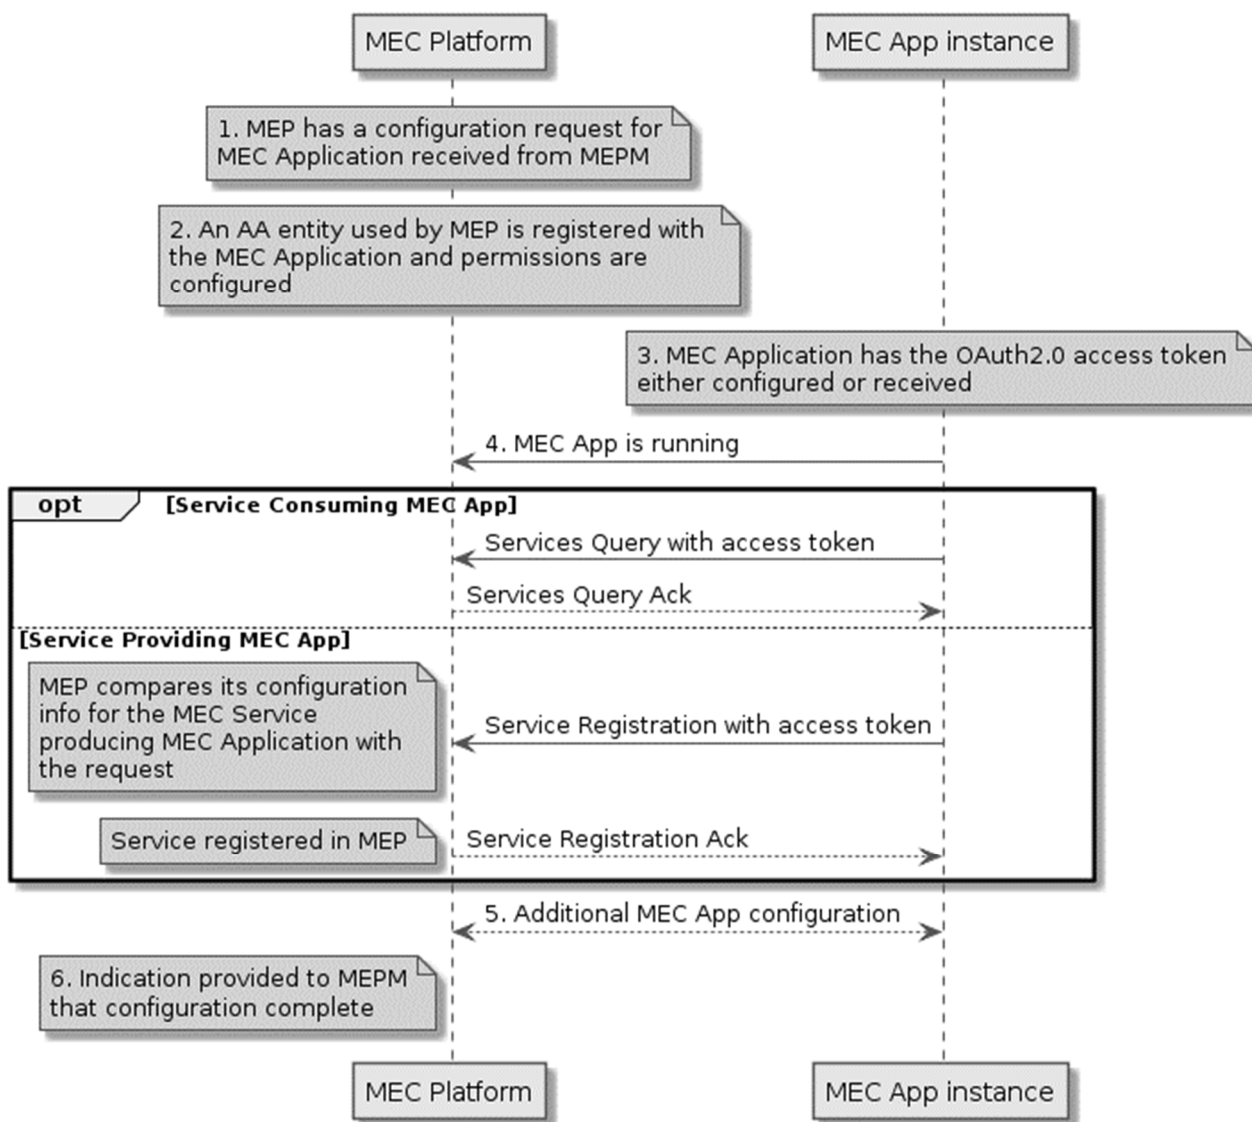 MEC Platform
MEC App instance
1. MEP has a configuration request for
MEC Application received from MEPM
2. An AA entity used by MEP is registered with
the MEC Application and permissions are
configured
3. MEC Application has the OAuth2.0 access token
either configured or received
4. MEC App is running
opt
[Service Consuming MEC App]
Services Query with access token
Services Query Ack
[Service Providing MEC App]
MEP compares its configuration
info for the MEC Service
producing MEC Application with
the request
Service Registration with access token
Service registered in MEP
Service Registration Ack
5. Additional MEC App configuration
6. Indication provided to MEPM
that configuration complete
MEC Platform
MEC App instance